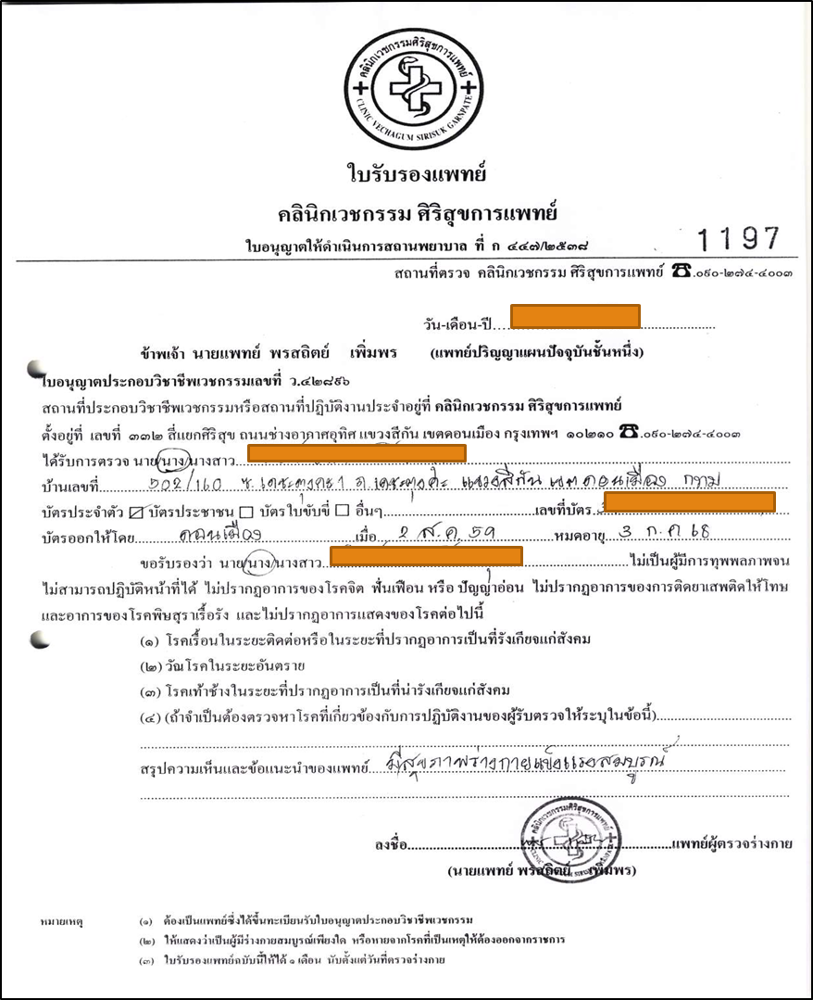 คลินิกเวชกรรมศิริสุขการแพทย์
CLINIC VECHAGUM SIRISUK GARNPATE
ใบรับรองแพทย์
คลินิกเวชกรรม ศิริสุขการแพทย์
ใบอนุญาตให้ดำเนินการสถานพยาบาล ที่ ก ๔๔๗/๒๕๓๘
1197
สถานที่ตรวจ คลินิกเวชกรรม ศิริสุขการแพทย์ ☎.๐๙๐-๒๗๔-๔๐๐๓
วัน-เดือน-ปี
ข้าพเจ้า นายแพทย์ พรสถิตย์ เพิ่มพร (แพทย์ปริญญาแผนปัจจุบันชั้นหนึ่ง)
ใบอนุญาตประกอบวิชาชีพเวชกรรมเลขที่ ว.๔๒๘๙๖
สถานที่ประกอบวิชาชีพเวชกรรมหรือสถานที่ปฏิบัติงานประจำอยู่ที่ คลินิกเวชกรรม ศิริสุขการแพทย์
ตั้งอยู่ที่ เลขที่ ๓๓๒ สี่แยกศิริสุข ถนนช่างอากาศอุทิศ แขวงสีกัน เขตดอนเมือง กรุงเทพฯ ๑๐๒๑๐ ☎.๐๙๐-๒๗๔-๔๐๐๓
ได้รับการตรวจ นาย/นาง/นางสาว
บ้านเลขที่ 202/160 ซ.เดชะตุงคะ 1 ถ.เดชะตุงคะ แขวงสีกัน เขตดอนเมือง กทม
บัตรประจำตัว ☑ บัตรประชาชน ☐ บัตรใบขับขี่ ☐ อื่นๆ เลขที่บัตร
บัตรออกให้โดย ดอนเมือง เมื่อ 2 ส.ค. 59 หมดอายุ 3 ก.ค 68
ขอรับรองว่า นาย/นาง/นางสาว ไม่เป็นผู้มีการทุพพลภาพจน
ไม่สามารถปฏิบัติหน้าที่ได้ ไม่ปรากฏอาการของโรคจิต ฟั่นเฟือน หรือ ปัญญาอ่อน ไม่ปรากฏอาการของการติดยาเสพติดให้โทษ
และอาการของโรคพิษสุราเรื้อรัง และไม่ปรากฏอาการแสดงของโรคต่อไปนี้
(๑) โรคเรื้อนในระยะติดต่อหรือในระยะที่ปรากฏอาการเป็นที่รังเกียจแก่สังคม
(๒) วัณโรคในระยะอันตราย
(๓) โรคเท้าช้างในระยะที่ปรากฏอาการเป็นที่น่ารังเกียจแก่สังคม
(๔) (ถ้าจำเป็นต้องตรวจหาโรคที่เกี่ยวข้องกับการปฏิบัติงานของผู้รับตรวจให้ระบุในข้อนี้)
สรุปความเห็นและข้อแนะนำของแพทย์ มีสุขภาพร่างกายแข็งแรงสมบูรณ์
ลงชื่อ แพทย์ผู้ตรวจร่างกาย
(นายแพทย์ พรสถิตย์ เพิ่มพร)
หมายเหตุ (๑) ต้องเป็นแพทย์ซึ่งได้ขึ้นทะเบียนรับใบอนุญาตประกอบวิชาชีพเวชกรรม
(๒) ให้แสดงว่าเป็นผู้มีร่างกายสมบูรณ์เพียงใด หรือหายจากโรคที่เป็นเหตุให้ต้องออกจากราชการ
(๓) ใบรับรองแพทย์ฉบับนี้ให้ใช้ได้ ๑ เดือน นับตั้งแต่วันที่ตรวจร่างกาย